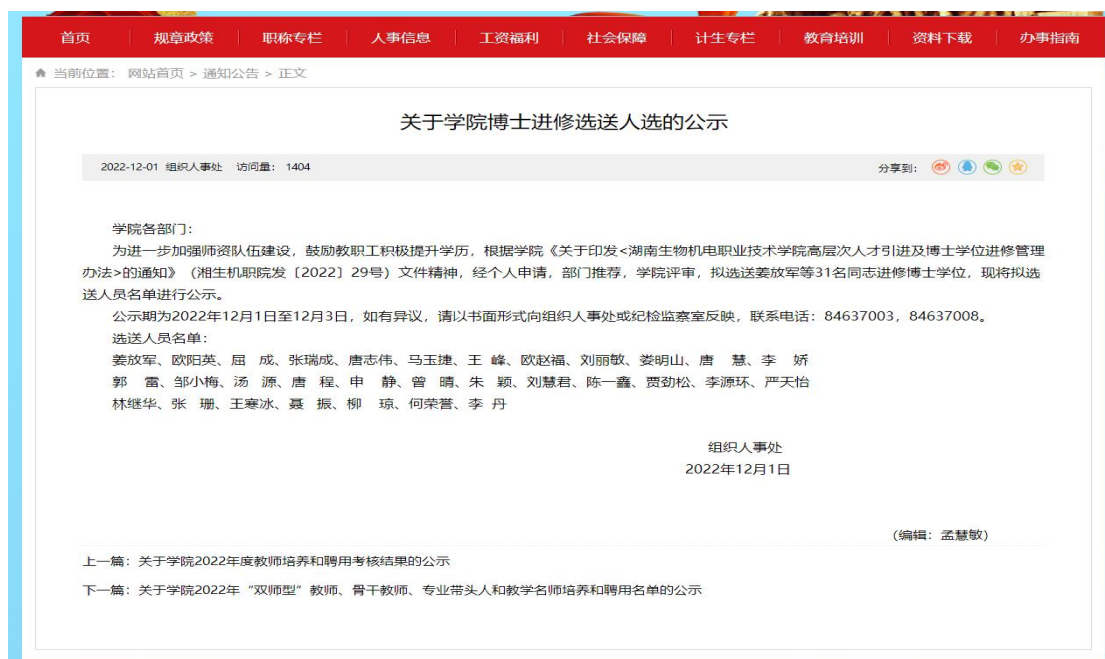 首页 规章政策 职称专栏 人事信息 工资福利 社会保障 计生专栏 教育培训 资料下载 办事指南
当前位置: 网站首页 > 通知公告 > 正文
关于学院博士进修选送人选的公示
2022-12-01 组织人事处 访问量: 1404 分享到:
学院各部门:
为进一步加强师资队伍建设，鼓励教职工积极提升学历，根据学院《关于印发<湖南生物机电职业技术学院高层次人才引进及博士学位进修管理
办法>的通知》（湘生机职院发〔2022〕29号）文件精神，经个人申请，部门推荐，学院评审，拟选送姜放军等31名同志进修博士学位，现将拟选
送人员名单进行公示。
公示期为2022年12月1日至12月3日，如有异议，请以书面形式向组织人事处或纪检监察室反映，联系电话：84637003，84637008。
选送人员名单：
姜放军、欧阳英、屈 成、张瑞成、唐志伟、马玉捷、王 峰、欧赵福、刘丽敏、娄明山、唐 慧、李 娇
郭 雷、邹小梅、汤 源、唐 程、申 静、曾 晴、朱 颖、刘慧君、陈一鑫、贾劲松、李源环、严天怡
林继华、张 珊、王寒冰、聂 振、柳 琼、何荣誉、李 丹
组织人事处
2022年12月1日
(编辑: 孟慧敏)
上一篇: 关于学院2022年度教师培养和聘用考核结果的公示
下一篇: 关于学院2022年“双师型”教师、骨干教师、专业带头人和教学名师培养和聘用名单的公示